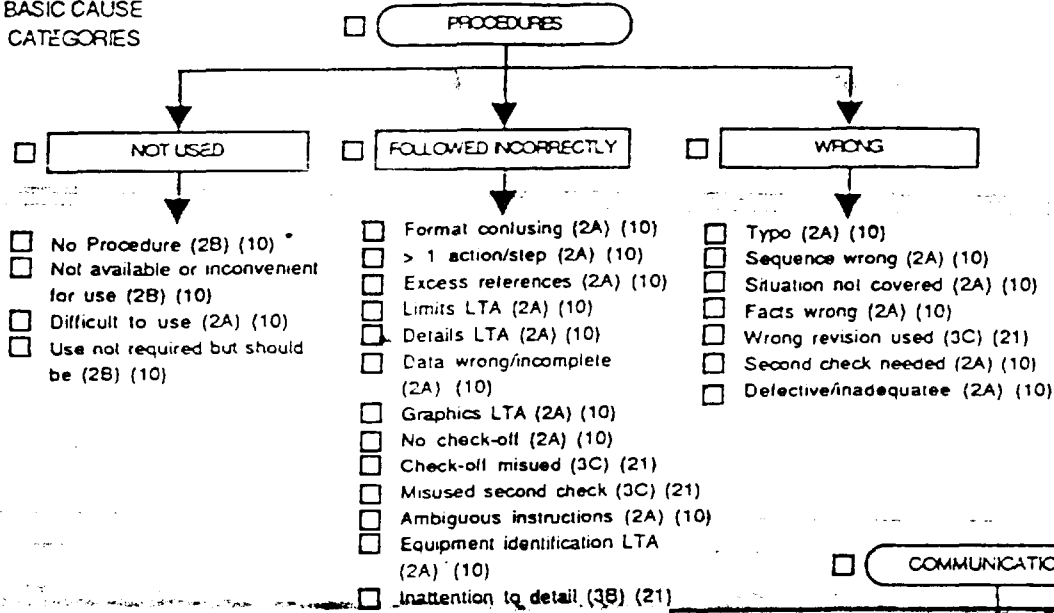 BASIC CAUSE
CATEGORIES
PROCEDURES
NOT USED
No Procedure (2B) (10)
Not available or inconvenient
for use (2B) (10)
Difficult to use (2A) (10)
Use not required but should
be (2B) (10)
FOLLOWED INCORRECTLY
Format confusing (2A) (10)
> 1 action/step (2A) (10)
Excess references (2A) (10)
Limits LTA (2A) (10)
Details LTA (2A) (10)
Data wrong/incomplete
(2A) (10)
Graphics LTA (2A) (10)
No check-off (2A) (10)
Check-off misued (3C) (21)
Misused second check (3C) (21)
Ambiguous instructions (2A) (10)
Equipment identification LTA
(2A) (10)
Inattention to detail (3B) (21)
WRONG
Typo (2A) (10)
Sequence wrong (2A) (10)
Situation not covered (2A) (10)
Facts wrong (2A) (10)
Wrong revision used (3C) (21)
Second check needed (2A) (10)
Defective/inadequatee (2A) (10)
COMMUNICATIO